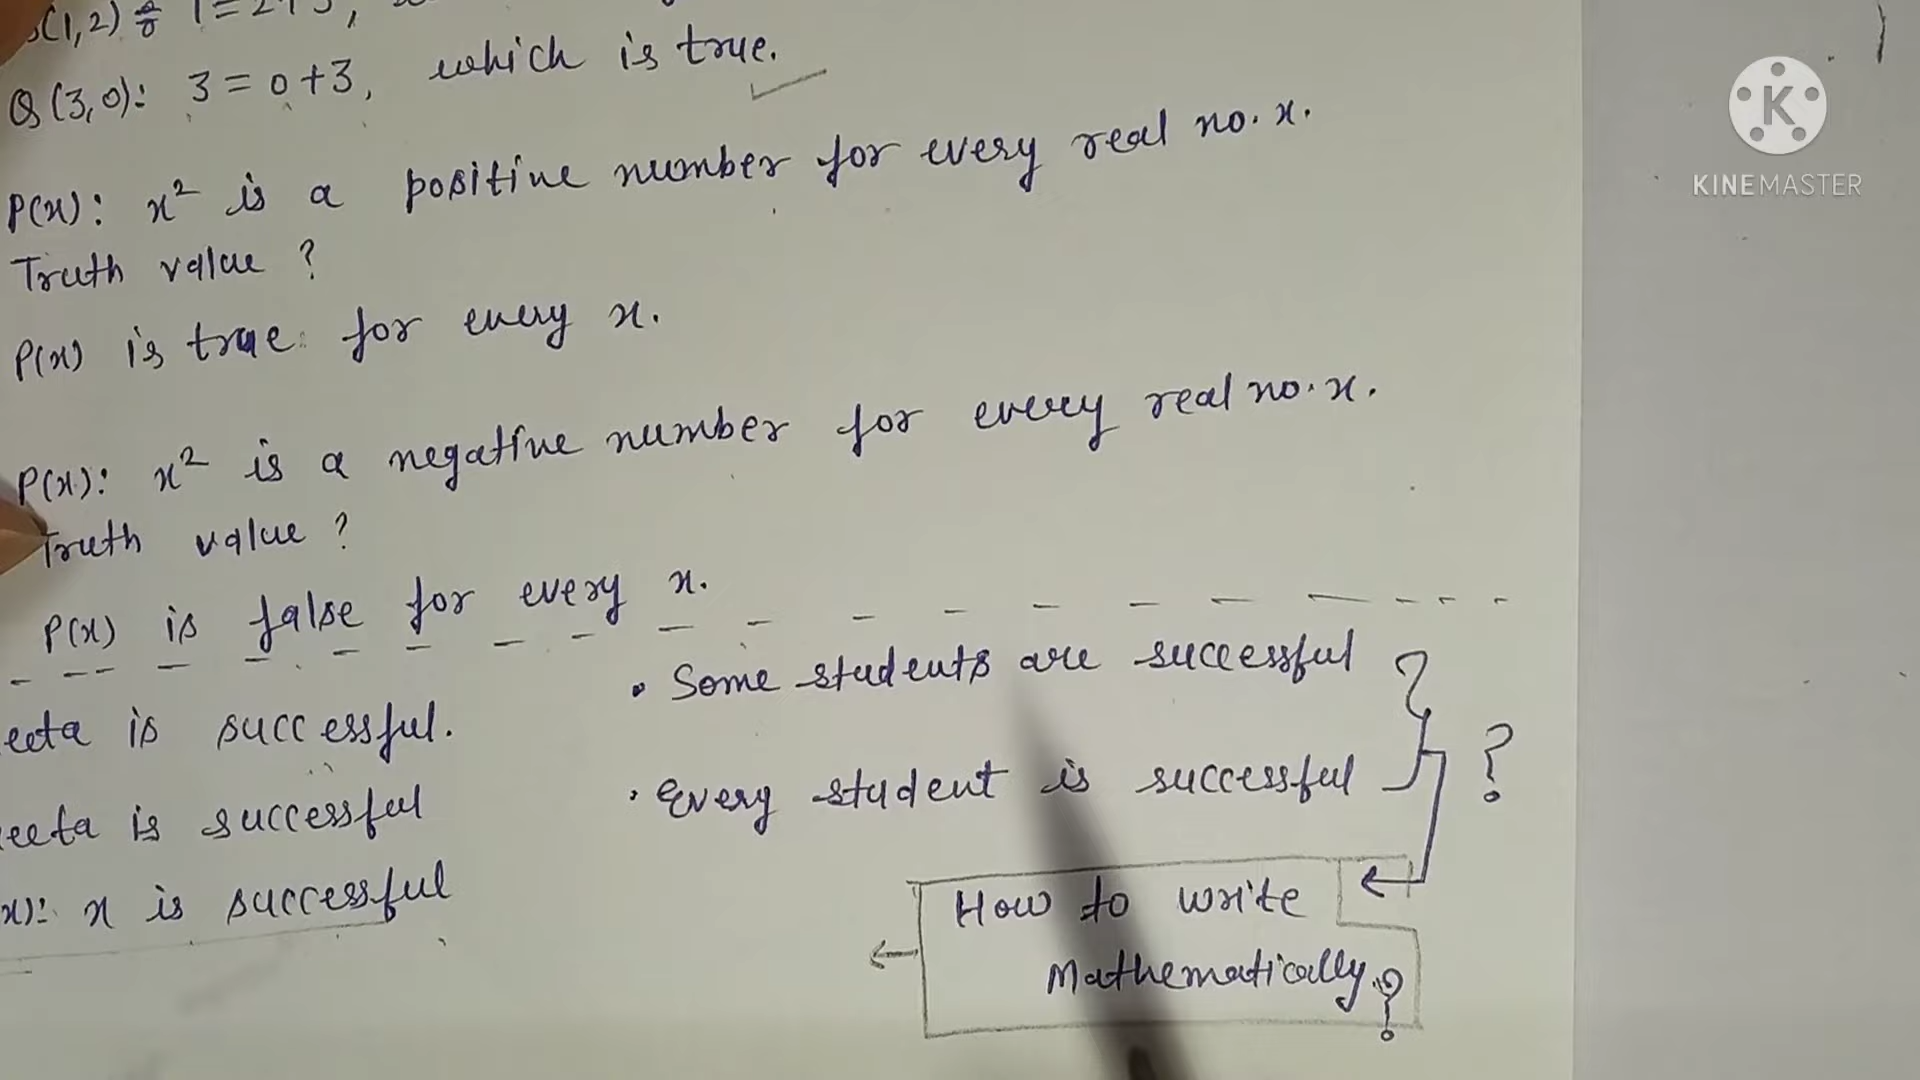 Q(3,0): 3 = 0+3, which is true.
P(x): x² is a positive number for every real no. x.
Truth value ?
P(x) is true for every x.
P(x): x² is a negative number for every real no. x.
Truth value ?
P(x) is false for every x.
eeta is successful.
eeta is successful
x): x is successful
• Some students are successful
• Every student is successful
?
How to write
Mathematically ?
K
KINEMASTER